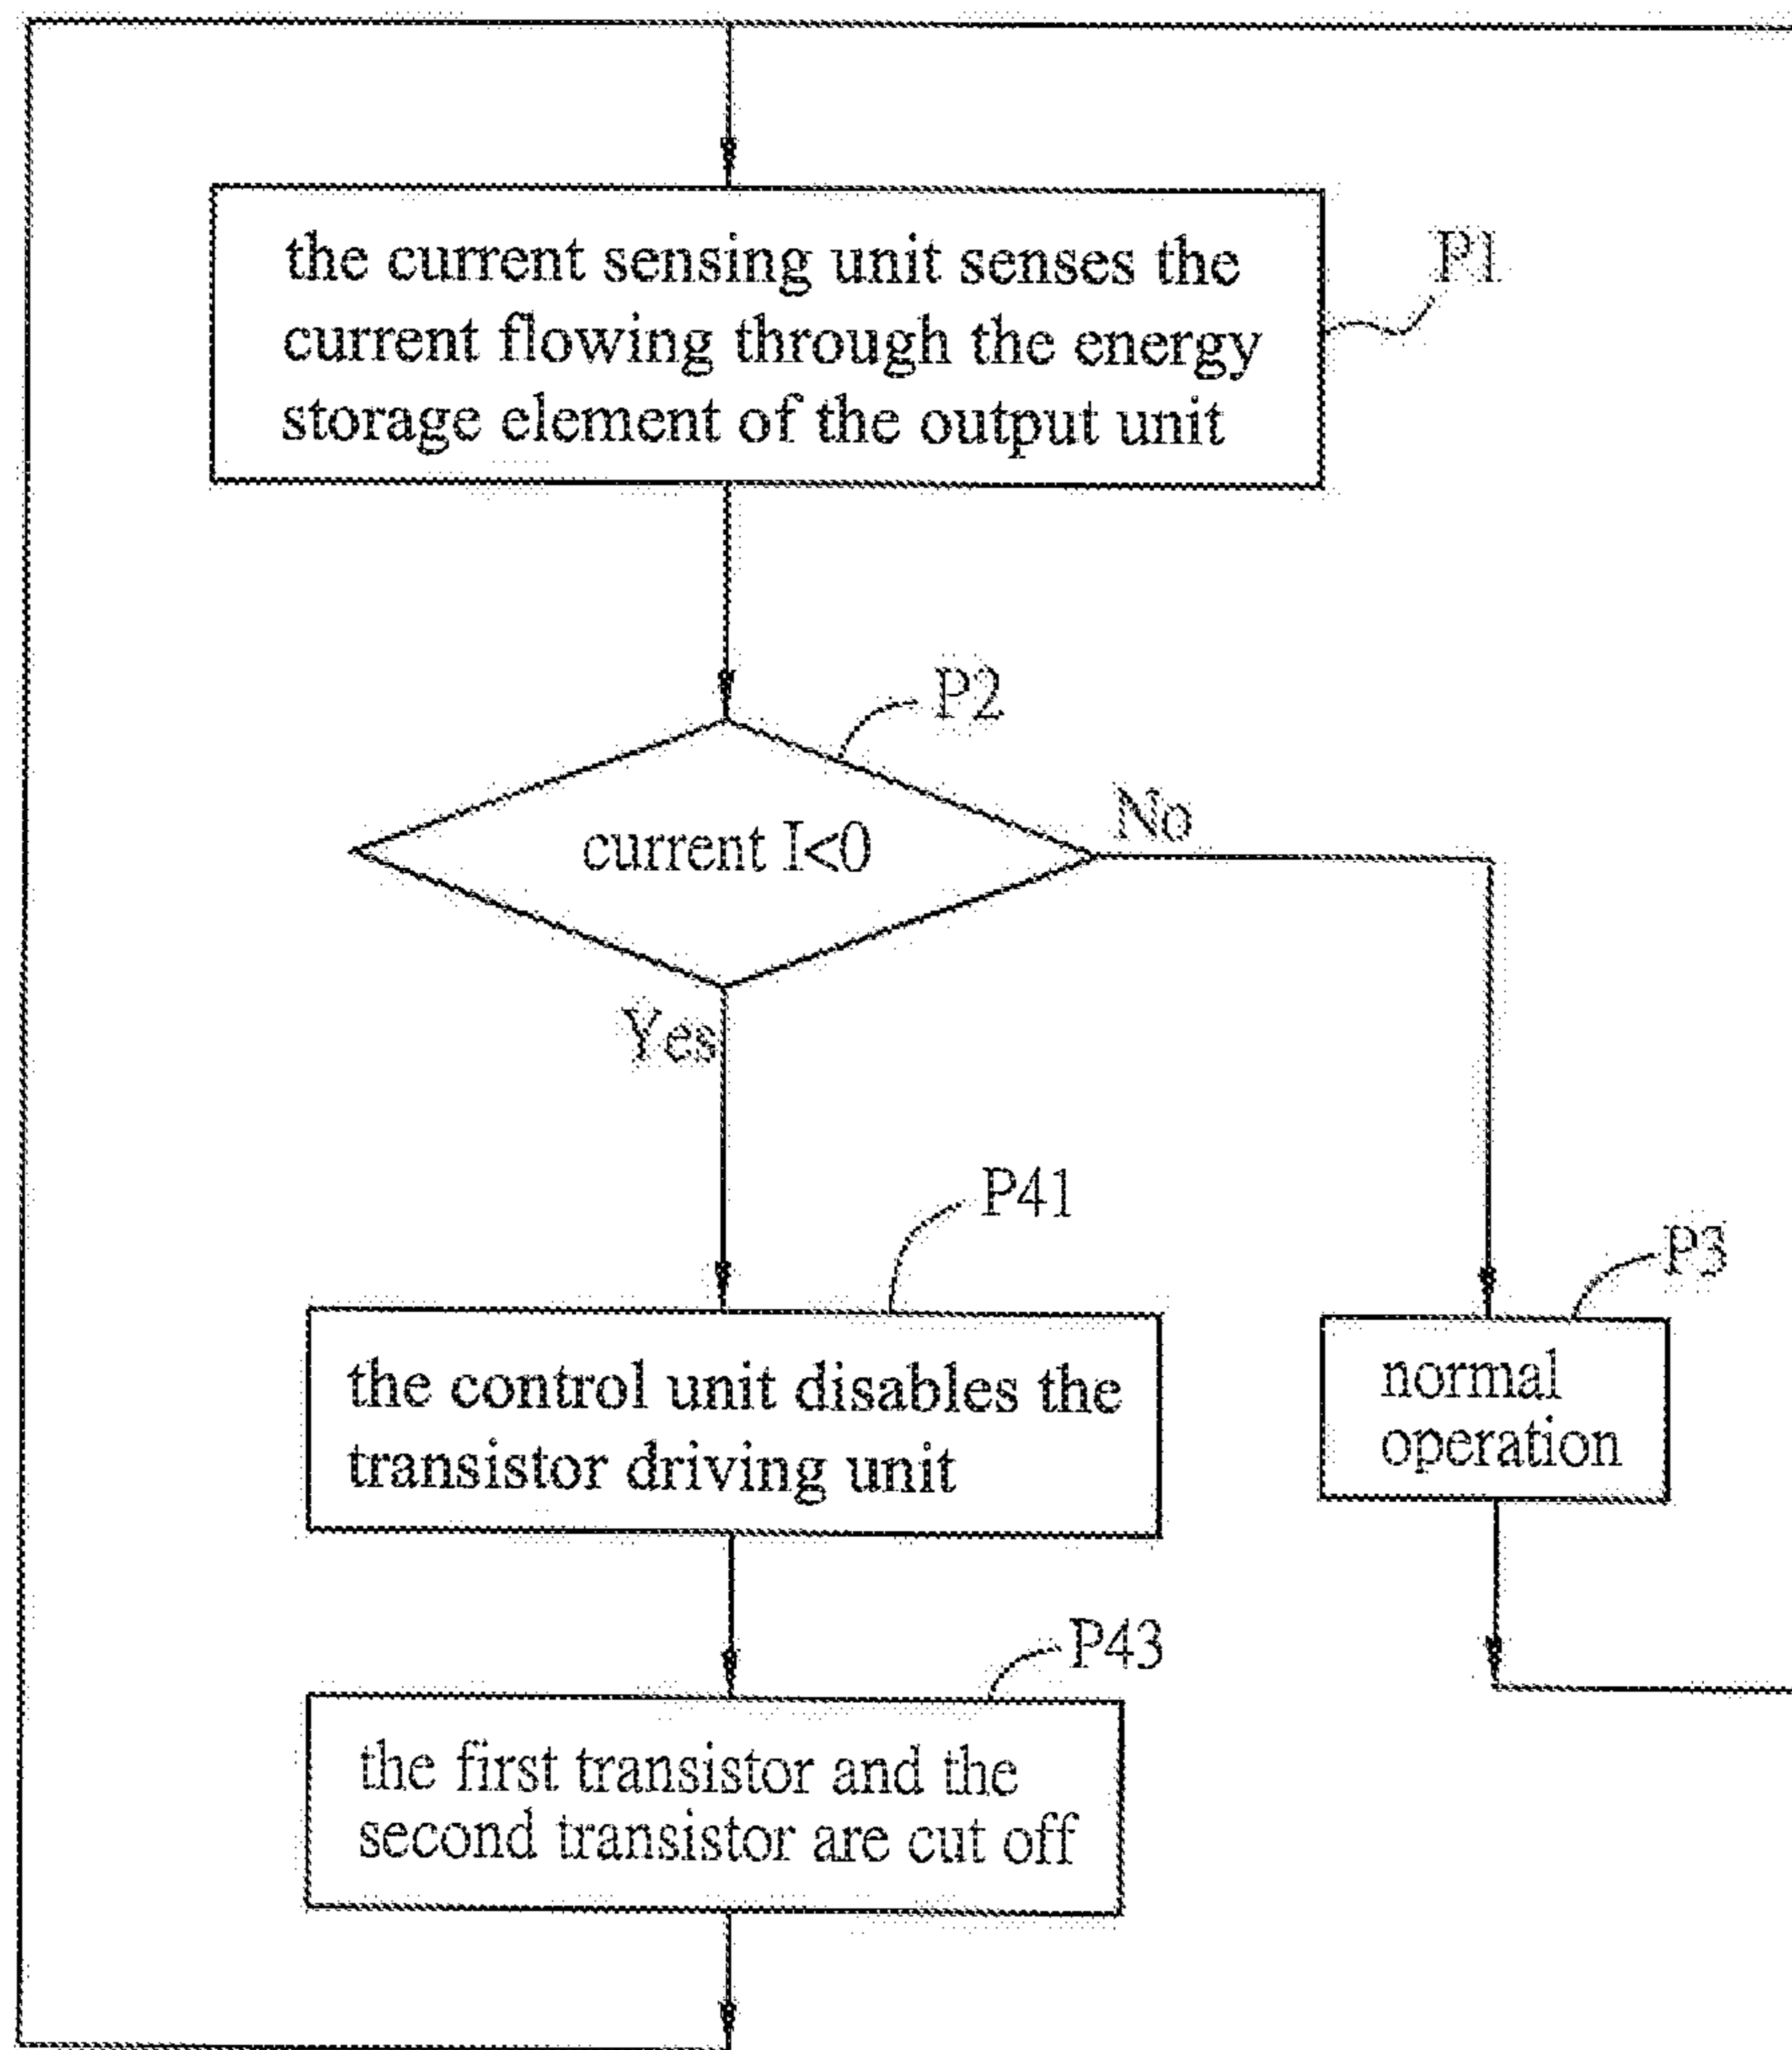 the current sensing unit senses the
current flowing through the energy
storage element of the output unit
P1
P2
current I<0
No
Yes
P41
the control unit disables the
transistor driving unit
P3
normal
operation
P43
the first transistor and the
second transistor are cut off